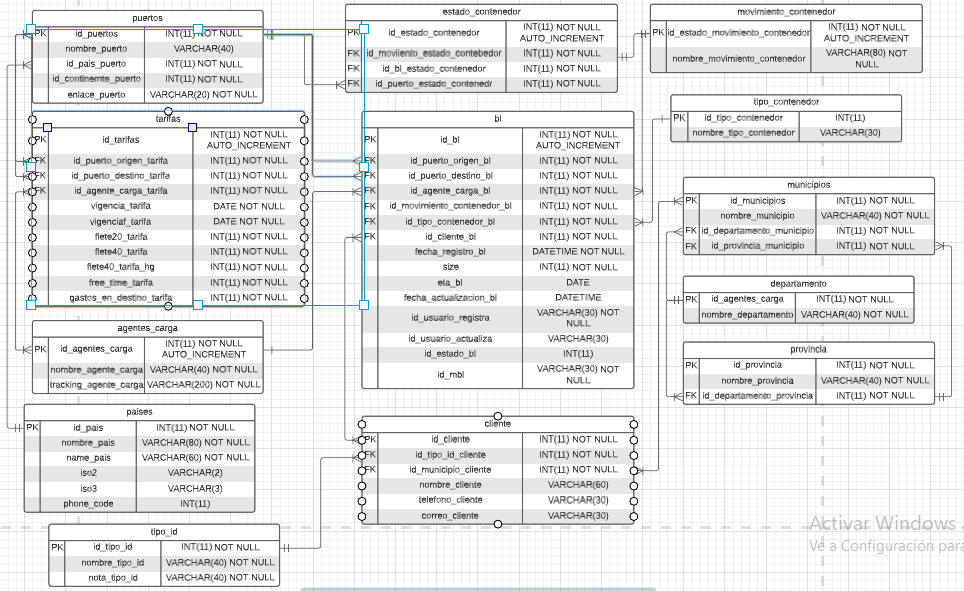 puertos
PK id_puertos INT(11) NOT NULL
nombre_puerto VARCHAR(40)
id_pais_puerto INT(11) NOT NULL
id_continemte_puerto INT(11) NOT NULL
enlace_puerto VARCHAR(20) NOT NULL
tarifas
PK id_tarifas INT(11) NOT NULL
AUTO_INCREMENT
FK id_puerto_origen_tarifa INT(11) NOT NULL
FK id_puerto_destino_tarifa INT(11) NOT NULL
FK id_agente_carga_tarifa INT(11) NOT NULL
vigencia_tarifa DATE NOT NULL
vigenciaf_tarifa DATE NOT NULL
flete20_tarifa INT(11) NOT NULL
flete40_tarifa INT(11) NOT NULL
flete40_tarifa_hg INT(11) NOT NULL
free_time_tarifa INT(11) NOT NULL
gastos_en_destino_tarifa INT(11) NOT NULL
agentes_carga
PK id_agentes_carga INT(11) NOT NULL
AUTO_INCREMENT
nombre_agente_carga VARCHAR(40) NOT NULL
tracking_agente_carga VARCHAR(200) NOT NULL
paises
PK id_pais INT(11) NOT NULL
nombre_pais VARCHAR(80) NOT NULL
name_pais VARCHAR(60) NOT NULL
iso2 VARCHAR(2)
iso3 VARCHAR(3)
phone_code INT(11)
tipo_id
PK id_tipo_id INT(11) NOT NULL
nombre_tipo_id VARCHAR(40) NOT NULL
nota_tipo_id VARCHAR(40) NOT NULL
estado_contenedor
PK id_estado_contenedor INT(11) NOT NULL
AUTO_INCREMENT
FK id_moviiento_estado_contebedor INT(11) NOT NULL
FK id_bl_estado_contenedor INT(11) NOT NULL
FK id_puerto_estado_contenedr INT(11) NOT NULL
bl
PK id_bl INT(11) NOT NULL
AUTO_INCREMENT
FK id_puerto_origen_bl INT(11) NOT NULL
FK id_puerto_destino_bl INT(11) NOT NULL
FK id_agente_carga_bl INT(11) NOT NULL
FK id_movimiento_contenedor_bl INT(11) NOT NULL
FK id_tipo_contenedor_bl INT(11) NOT NULL
FK id_cliente_bl INT(11) NOT NULL
fecha_registro_bl DATETIME NOT NULL
size INT(11) NOT NULL
eta_bl DATE
fecha_actualizacion_bl DATETIME
id_usuario_registra VARCHAR(30) NOT
NULL
id_usuario_actualiza VARCHAR(30)
id_estado_bl INT(11)
id_mbl VARCHAR(30) NOT
NULL
cliente
PK id_cliente INT(11) NOT NULL
FK id_tipo_id_cliente INT(11) NOT NULL
FK id_municipio_cliente INT(11) NOT NULL
nombre_cliente VARCHAR(60)
telefono_cliente VARCHAR(30)
correo_cliente VARCHAR(30)
movimiento_contenedor
PK id_estado_movimento_contenedor INT(11) NOT NULL
AUTO_INCREMENT
nombre_movimento_contenedor VARCHAR(80) NOT
NULL
tipo_contenedor
PK id_tipo_contenedor INT(11)
nombre_tipo_contenedor VARCHAR(30)
municipios
PK id_municipios INT(11) NOT NULL
nombre_municipio VARCHAR(40) NOT NULL
FK id_departamento_municipio INT(11) NOT NULL
FK id_provincia_municipio INT(11) NOT NULL
departamento
PK id_agentes_carga INT(11) NOT NULL
nombre_departamento VARCHAR(40) NOT NULL
provincia
PK id_provincia INT(11) NOT NULL
nombre_provincia VARCHAR(40) NOT NULL
FK id_departamento_provincia INT(11) NOT NULL
Activar Windows
Ve a Configuración para